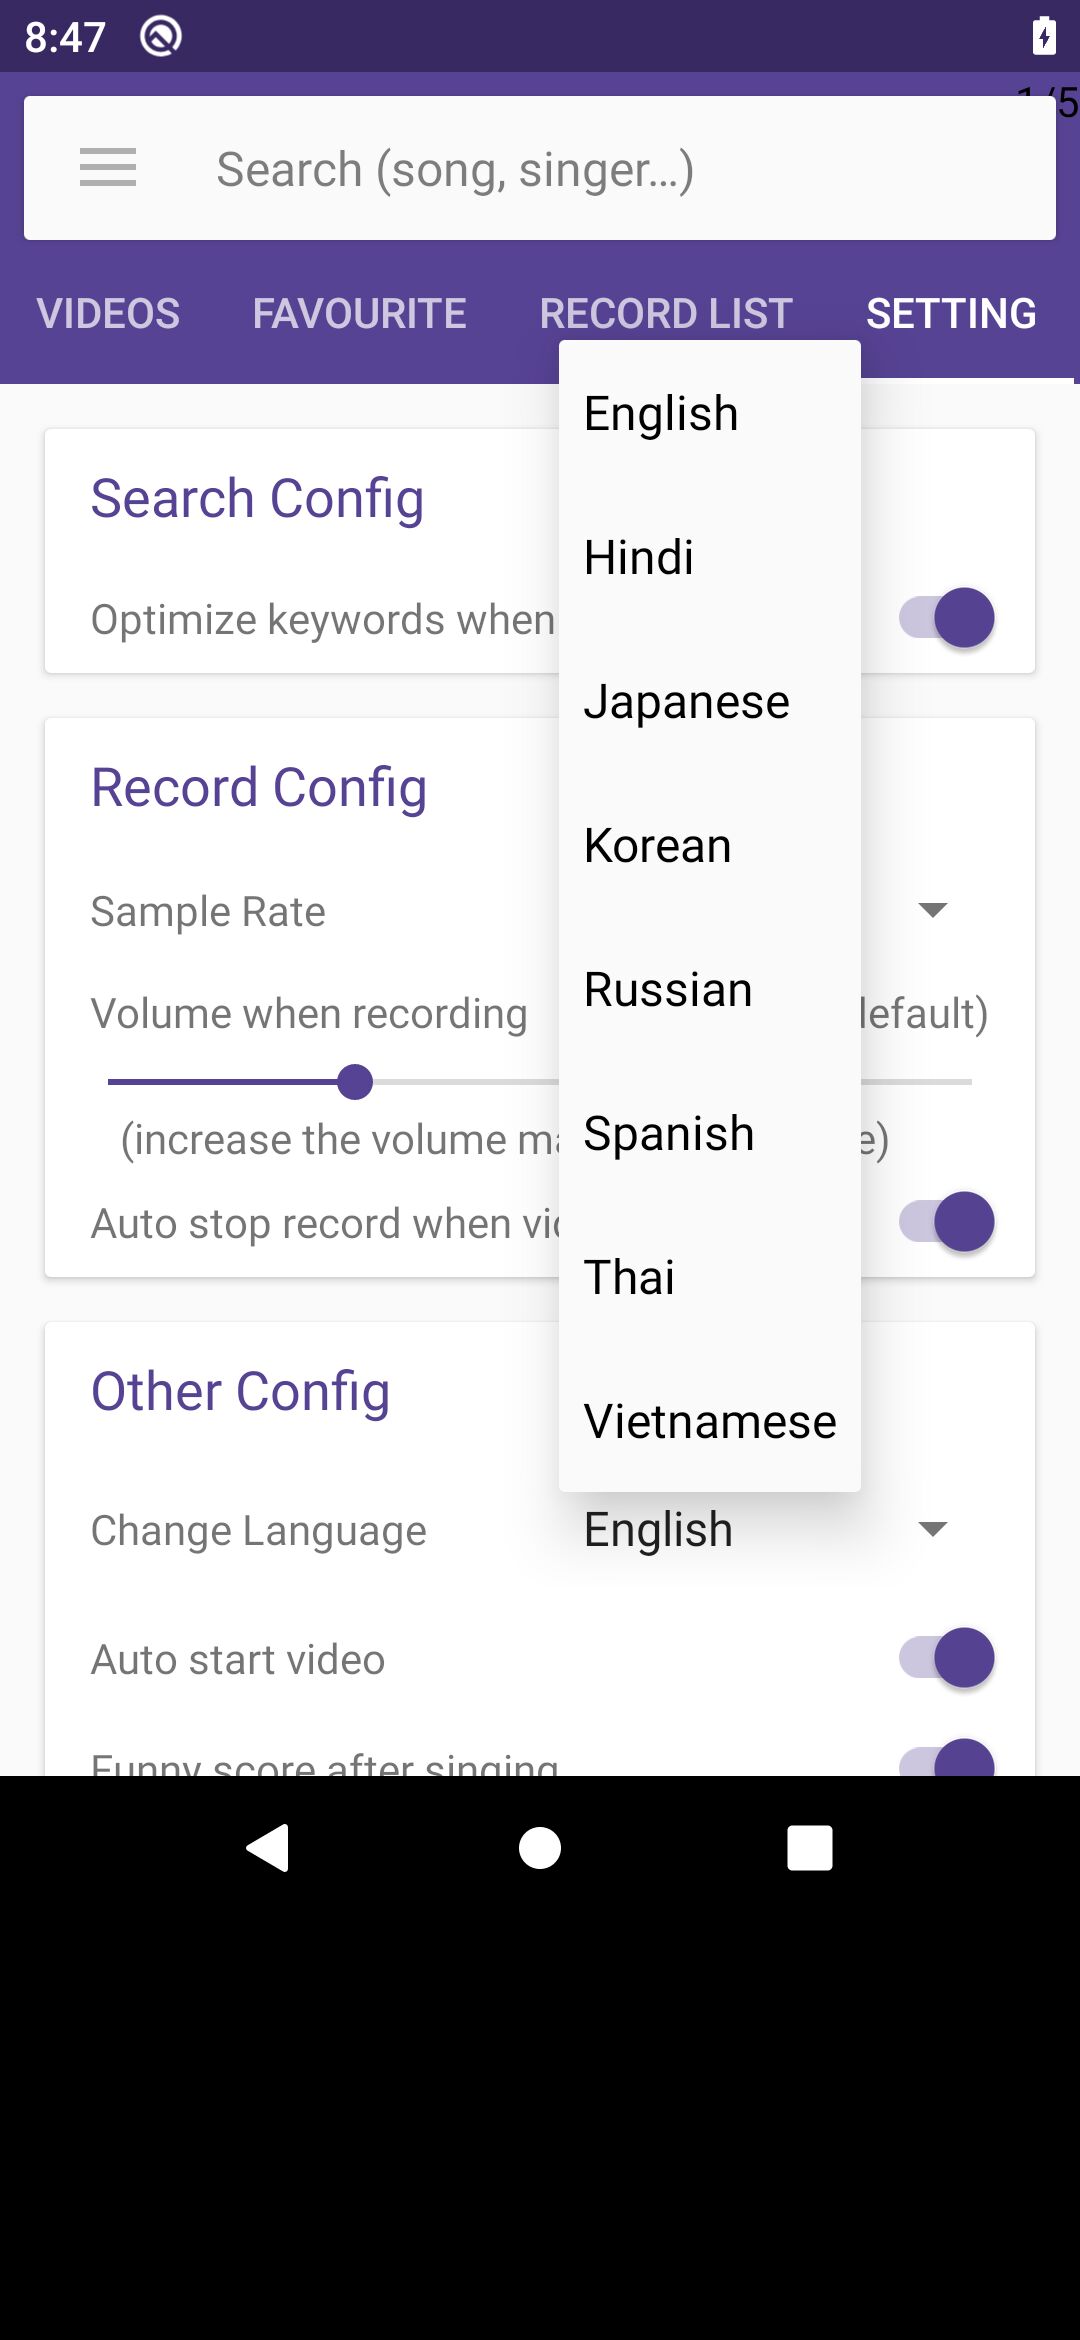 8:47
1/5
Search (song, singer...)
VIDEOS FAVOURITE RECORD LIST SETTING
English
Search Config
Hindi
Optimize keywords when
Japanese
Record Config
Korean
Sample Rate
Russian
Volume when recording efault)
Spanish
(increase the volume ma e)
Auto stop record when vi
Thai
Other Config
Vietnamese
Change Language English
Auto start video
Funny score after singing